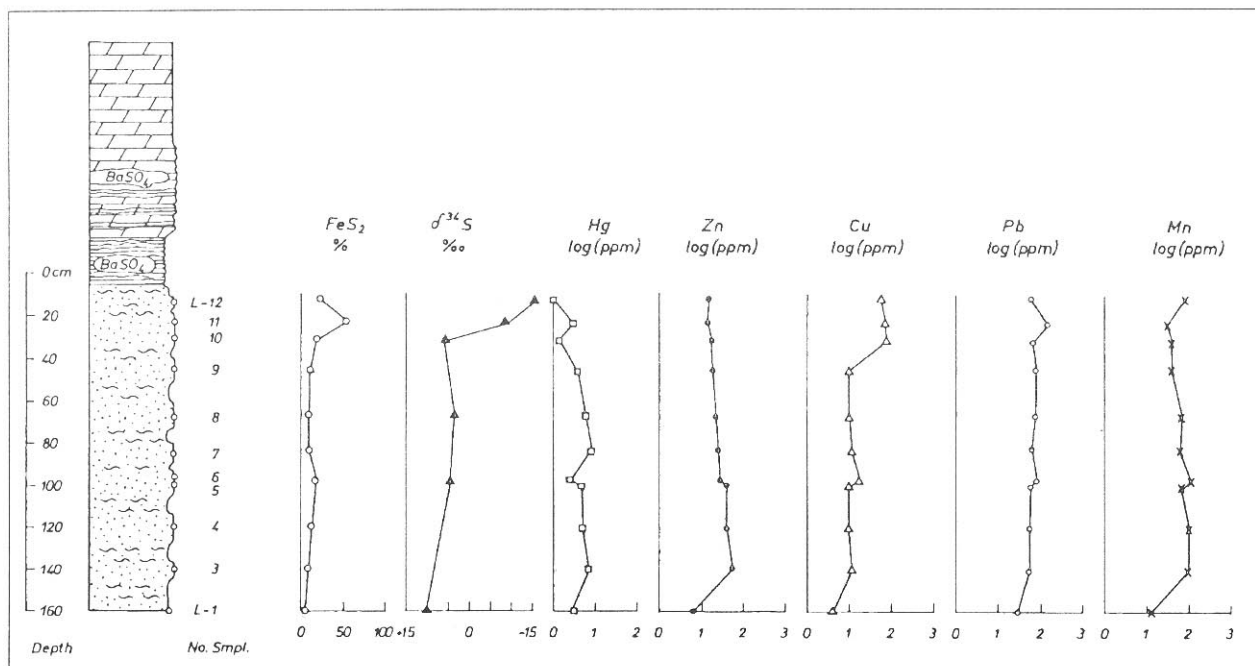 BaSO4
BaSO4
FeS2
%
δ34S
‰
Hg
log(ppm)
Zn
log(ppm)
Cu
log(ppm)
Pb
log(ppm)
Mn
log(ppm)
0cm
20
40
60
80
100
120
140
160
L-12
11
10
9
8
7
6
5
4
3
L-1
0 50 100
+15 0 -15
0 1 2
0 1 2 3
0 1 2 3
0 1 2 3
0 1 2 3
Depth
No. Smpl.